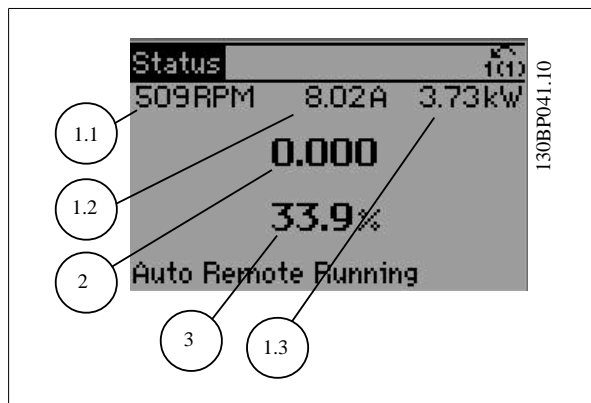 Status 1(1)
509RPM 8.02A 3.73kW
0.000
33.9%
Auto Remote Running
1.1
1.2
2
3
1.3
130BP041.10